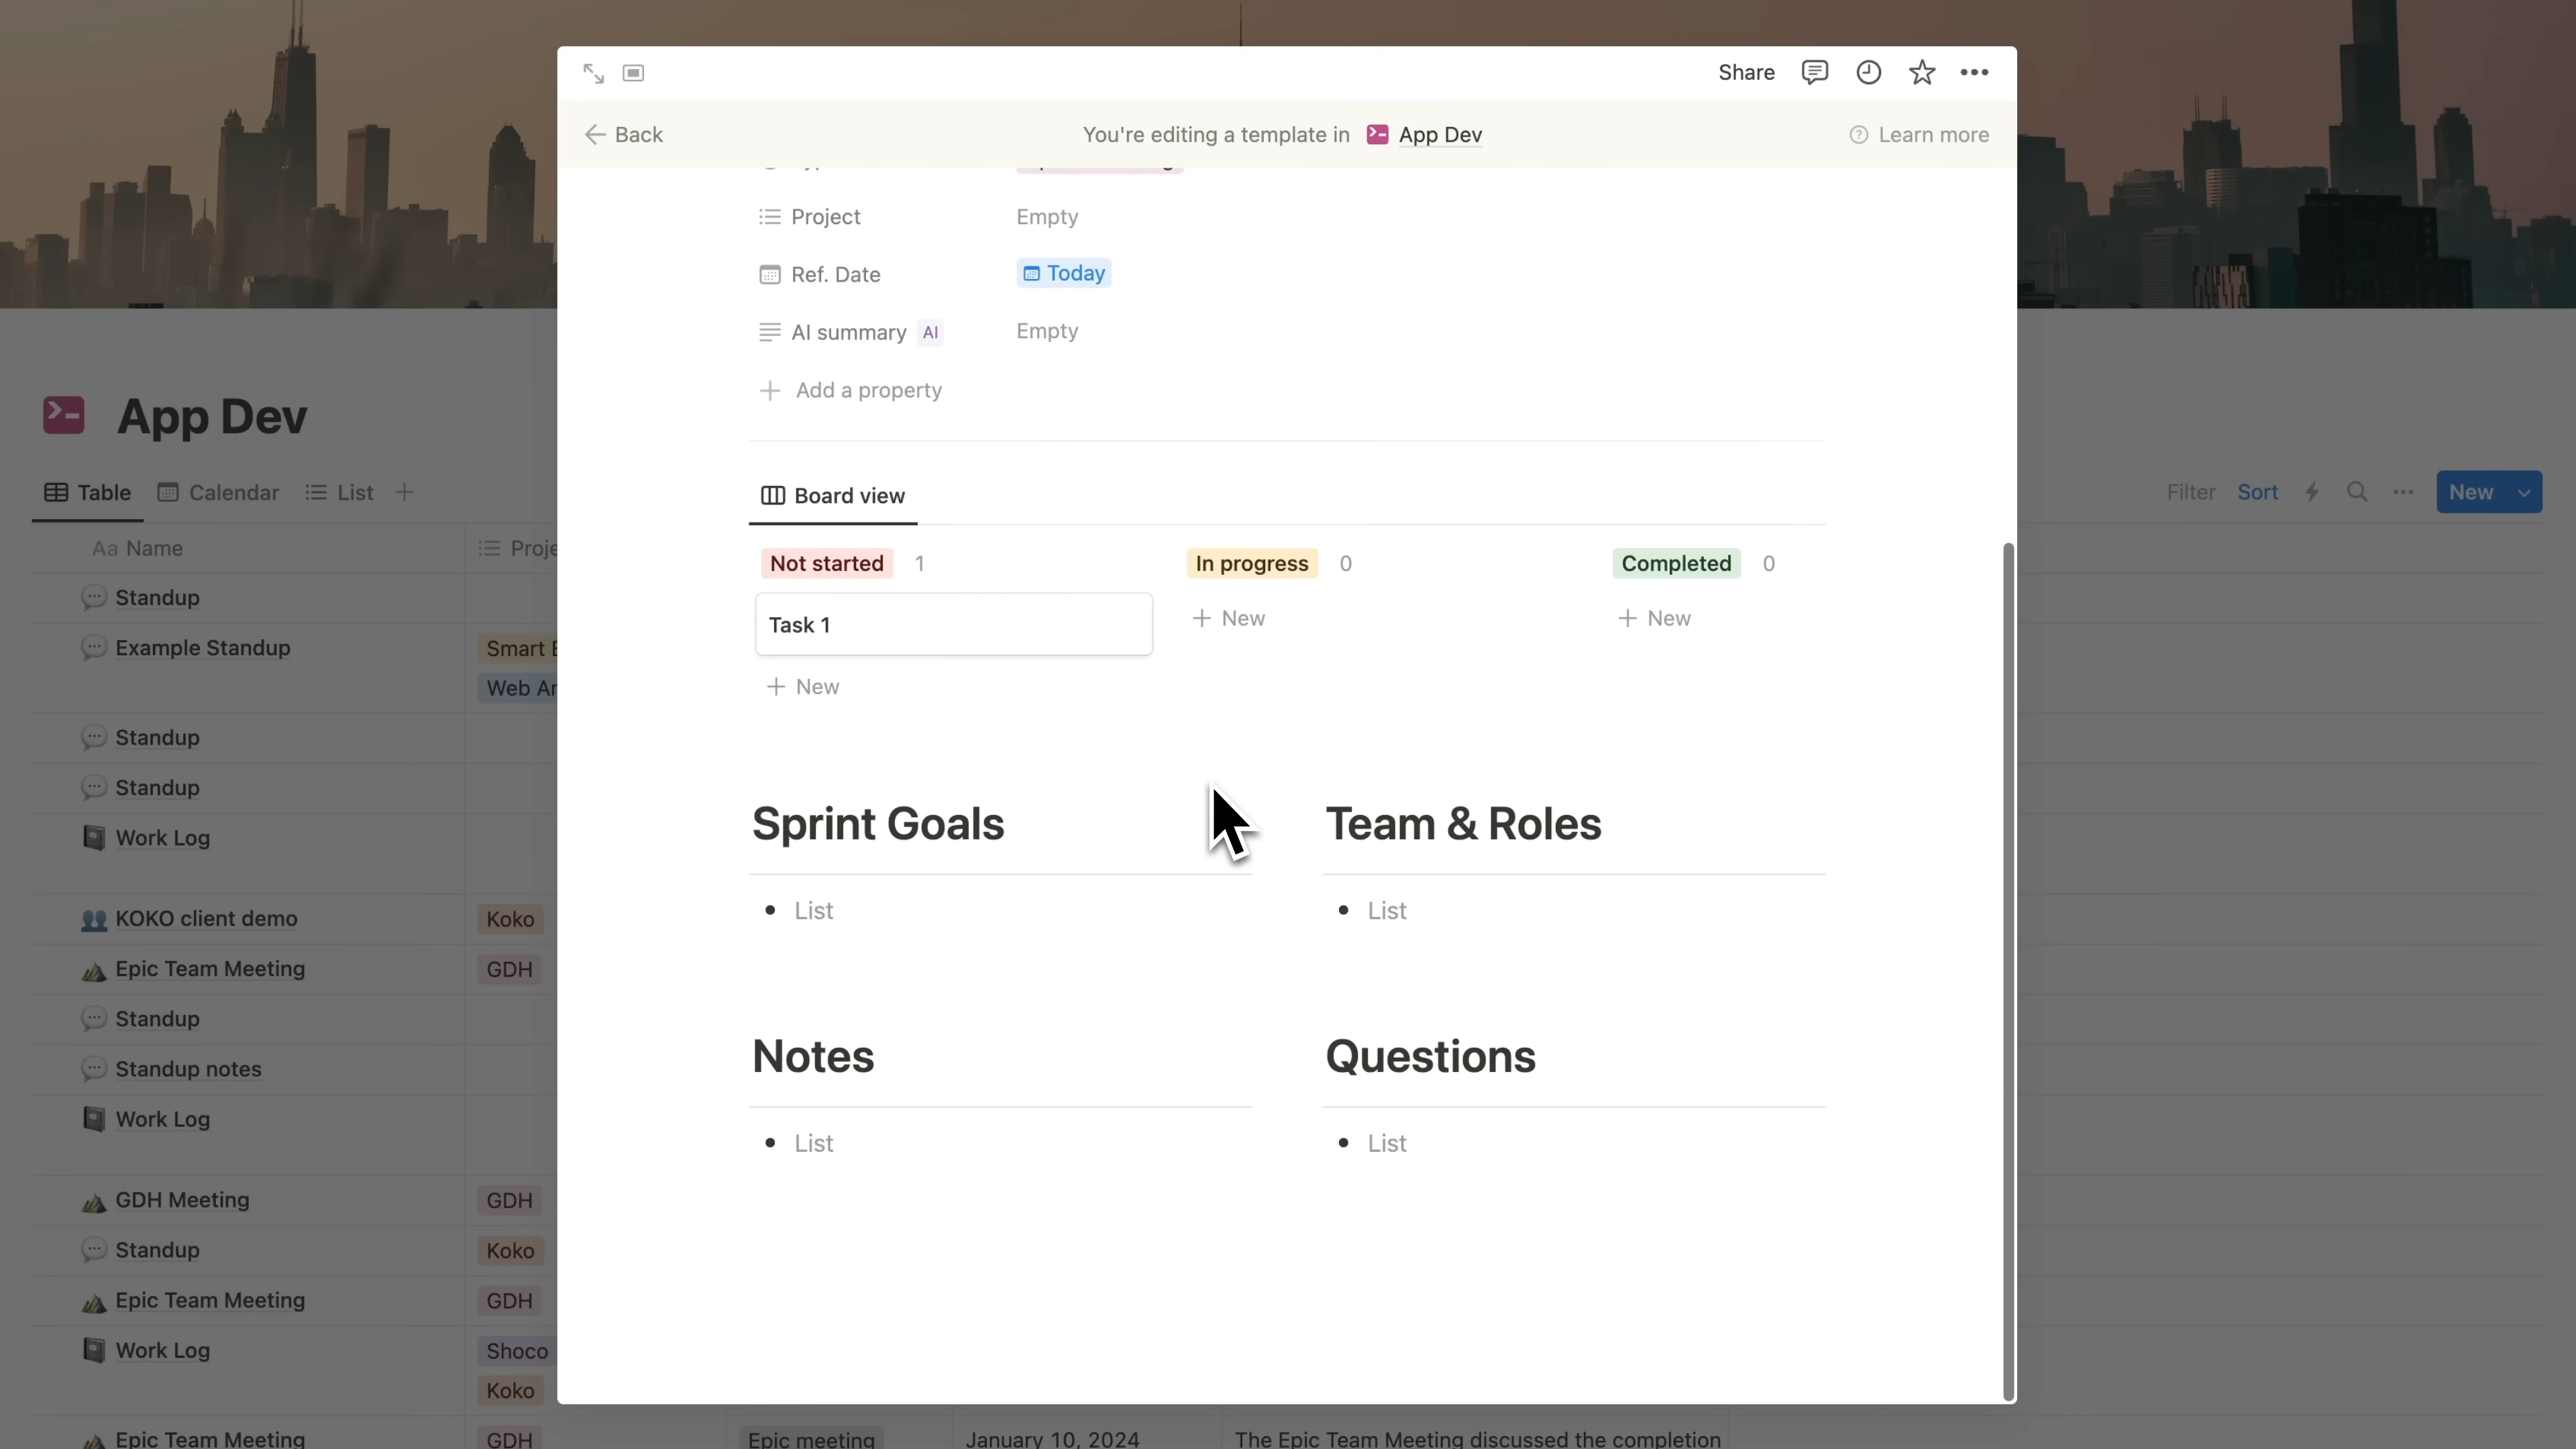 Share
Back
You're editing a template in App Dev
Learn more
Project Empty
Ref. Date Today
AI summary AI Empty
Add a property
Board view
Not started 1
In progress 0
Completed 0
Task 1
New
New
New
Sprint Goals
Team & Roles
List
List
Notes
Questions
List
List
App Dev
Table Calendar List
Filter Sort New
Aa Name
Standup
Example Standup
Smart
Web
Standup
Standup
Work Log
KOKO client demo Koko
Epic Team Meeting GDH
Standup
Standup notes
Work Log
GDH Meeting GDH
Standup Koko
Epic Team Meeting GDH
Work Log Shoco
Koko
Epic Team Meeting GDH Epic meeting January 10, 2024 The Epic Team Meeting discussed the completion